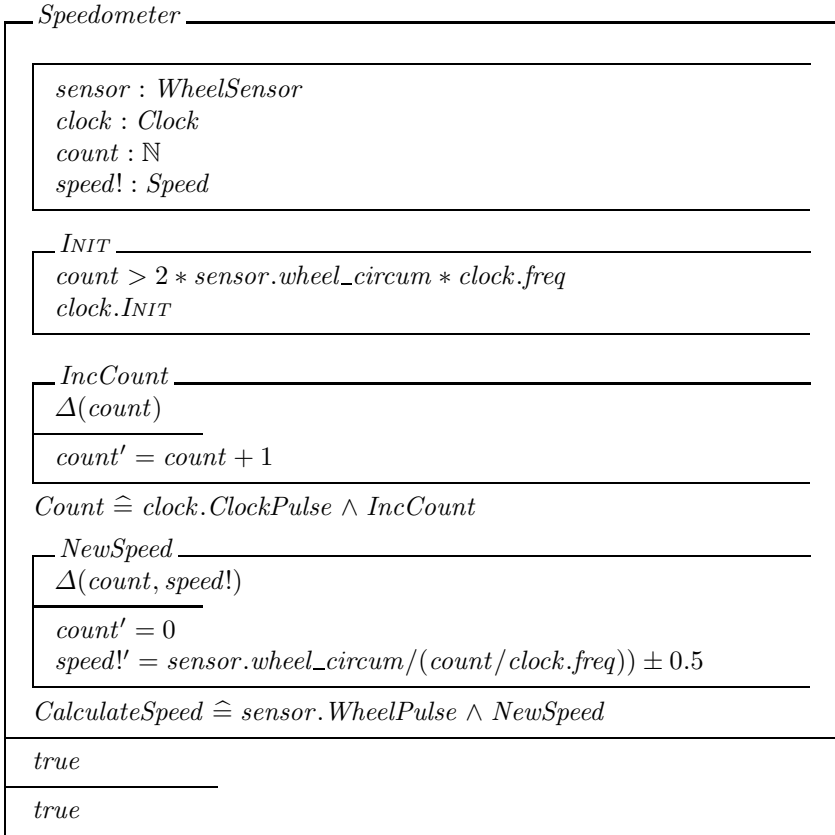 Speedometer
sensor : WheelSensor
clock : Clock
count : ℕ
speed! : Speed
INIT
count > 2 ∗ sensor.wheel_circum ∗ clock.freq
clock.INIT
IncCount
Δ(count)
count′ = count + 1
Count ≙ clock.ClockPulse ∧ IncCount
NewSpeed
Δ(count, speed!)
count′ = 0
speed!′ = sensor.wheel_circum/(count/clock.freq)) ± 0.5
CalculateSpeed ≙ sensor.WheelPulse ∧ NewSpeed
true
true